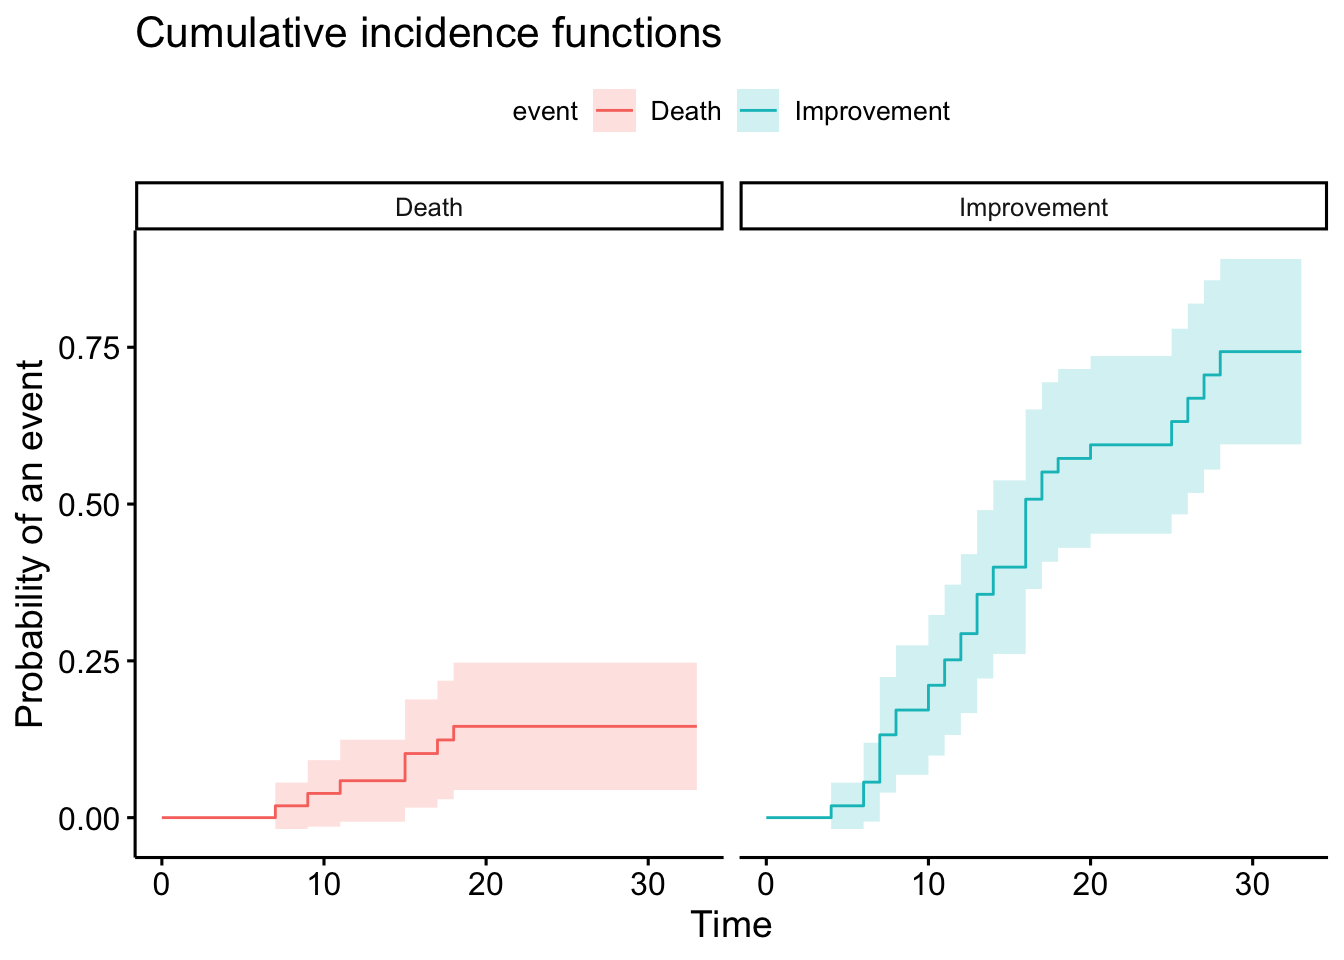 Cumulative incidence functions
event Death Improvement
Death Improvement
Probability of an event
0.75
0.50
0.25
0.00
0 10 20 30 0 10 20 30
Time